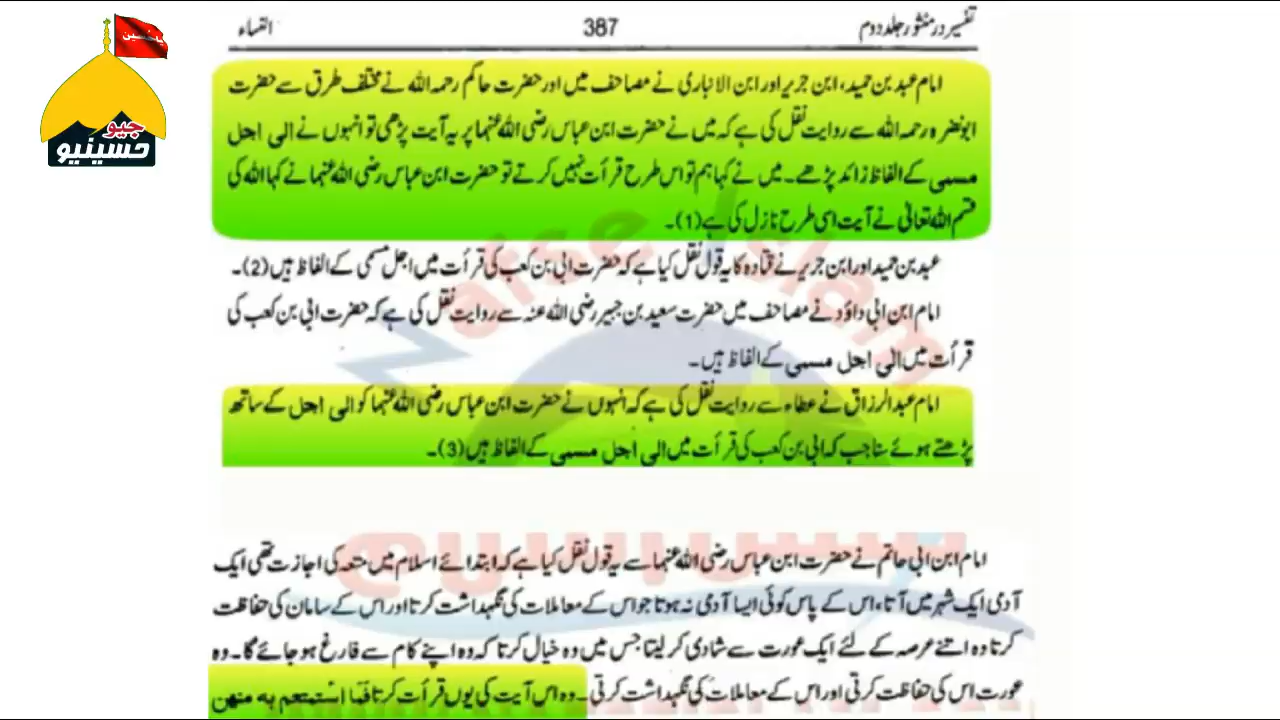 تفسیر درمنثور جلد دوم
387
النساء
یا حسین
جیو
حسینیو
امام عبد بن حمید، ابن جریر اور ابن الانباری نے مصاحف میں اور حضرت حاکم رحمہ اللہ نے مختلف طرق سے حضرت
ابونضرہ رحمہ اللہ سے روایت نقل کی ہے کہ میں نے حضرت ابن عباس رضی اللہ عنہما پر یہ آیت پڑھی تو انہوں نے الی اجل
مسمی کے الفاظ زائد پڑھے۔ میں نے کہا ہم تو اس طرح قرأت نہیں کرتے تو حضرت ابن عباس رضی اللہ عنہما نے کہا اللہ کی
قسم اللہ تعالیٰ نے آیت اسی طرح نازل کی ہے (1)۔
عبد بن حمید اور ابن جریر نے قتادہ کا یہ قول نقل کیا ہے کہ حضرت ابی بن کعب کی قرأت میں اجل مسمی کے الفاظ ہیں (2)۔
امام ابن ابی داؤد نے مصاحف میں حضرت سعید بن جبیر رضی اللہ عنہ سے روایت نقل کی ہے کہ حضرت ابی بن کعب کی
قرأت میں الی اجل مسمی کے الفاظ ہیں۔
امام عبد الرزاق نے عطاء سے روایت نقل کی ہے کہ انہوں نے حضرت ابن عباس رضی اللہ عنہما کو الی اجل کے ساتھ
پڑھتے ہوئے سنا جب کہ ابی بن کعب کی قرأت میں الی اجل مسمی کے الفاظ ہیں (3)۔
امام ابن ابی حاتم نے حضرت ابن عباس رضی اللہ عنہما سے یہ قول نقل کیا ہے کہ ابتدائے اسلام میں متعہ کی اجازت تھی ایک
آدمی ایک شہر میں آتا، اس کے پاس کوئی ایسا آدمی نہ ہوتا جو اس کے معاملات کی نگہداشت کرتا اور اس کے سامان کی حفاظت
کرتا وہ اتنے عرصہ کے لئے ایک عورت سے شادی کر لیتا جس میں وہ خیال کرتا کہ وہ اپنے کام سے فارغ ہو جائے گا۔ وہ
عورت اس کی حفاظت کرتی اور اس کے معاملات کی نگہداشت کرتی۔ وہ اس آیت کی یوں قرأت کرتا فما استمتعتم به منهن